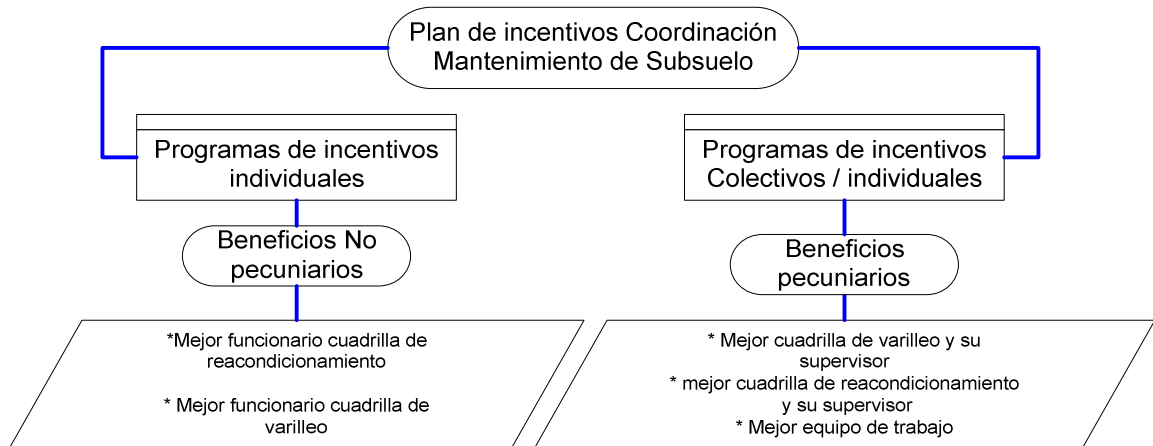 Plan de incentivos Coordinación
Mantenimiento de Subsuelo
Programas de incentivos
individuales
Programas de incentivos
Colectivos / individuales
Beneficios No
pecuniarios
Beneficios
pecuniarios
*Mejor funcionario cuadrilla de
reacondicionamiento
* Mejor funcionario cuadrilla de
varilleo
* Mejor cuadrilla de varilleo y su
supervisor
* mejor cuadrilla de reacondicionamiento
y su supervisor
* Mejor equipo de trabajo